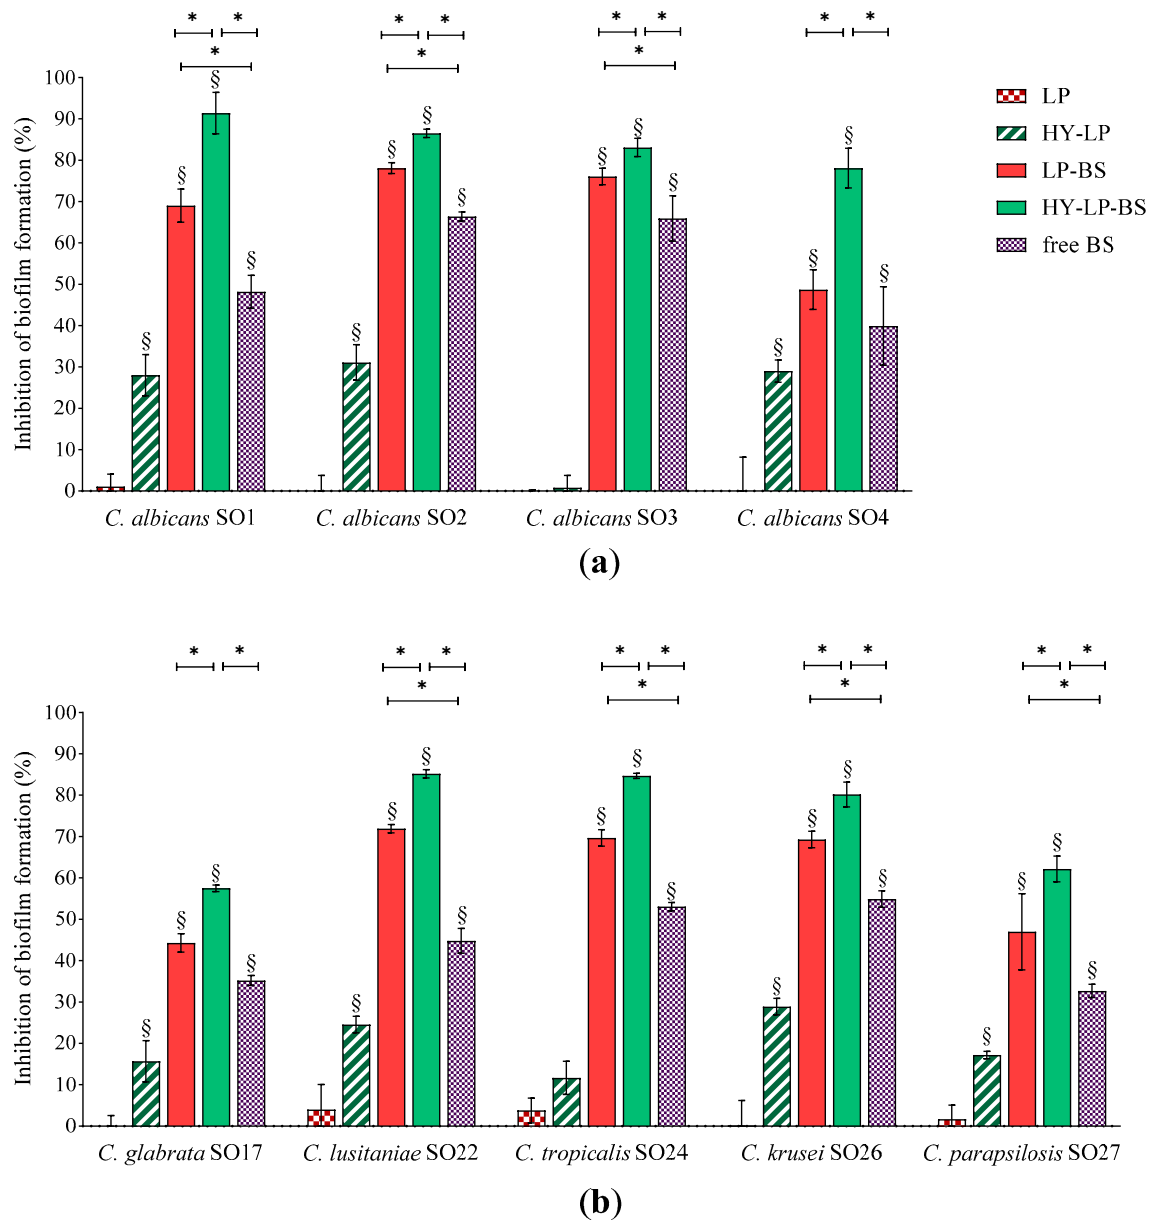 * * * * * * * *
* * *
100
90
80
70
60
50
40
30
20
10
0
Inhibition of biofilm formation (%)
§ § § §
§ § § §
§ § § §
§ § § §
§ § §
LP
HY-LP
LP-BS
HY-LP-BS
free BS
C. albicans SO1 C. albicans SO2 C. albicans SO3 C. albicans SO4
(a)
* * * * * * * * * *
* * * *
100
90
80
70
60
50
40
30
20
10
0
Inhibition of biofilm formation (%)
§ § § §
§ § § § §
§ § § § §
§ § § § §
C. glabrata SO17 C. lusitaniae SO22 C. tropicalis SO24 C. krusei SO26 C. parapsilosis SO27
(b)